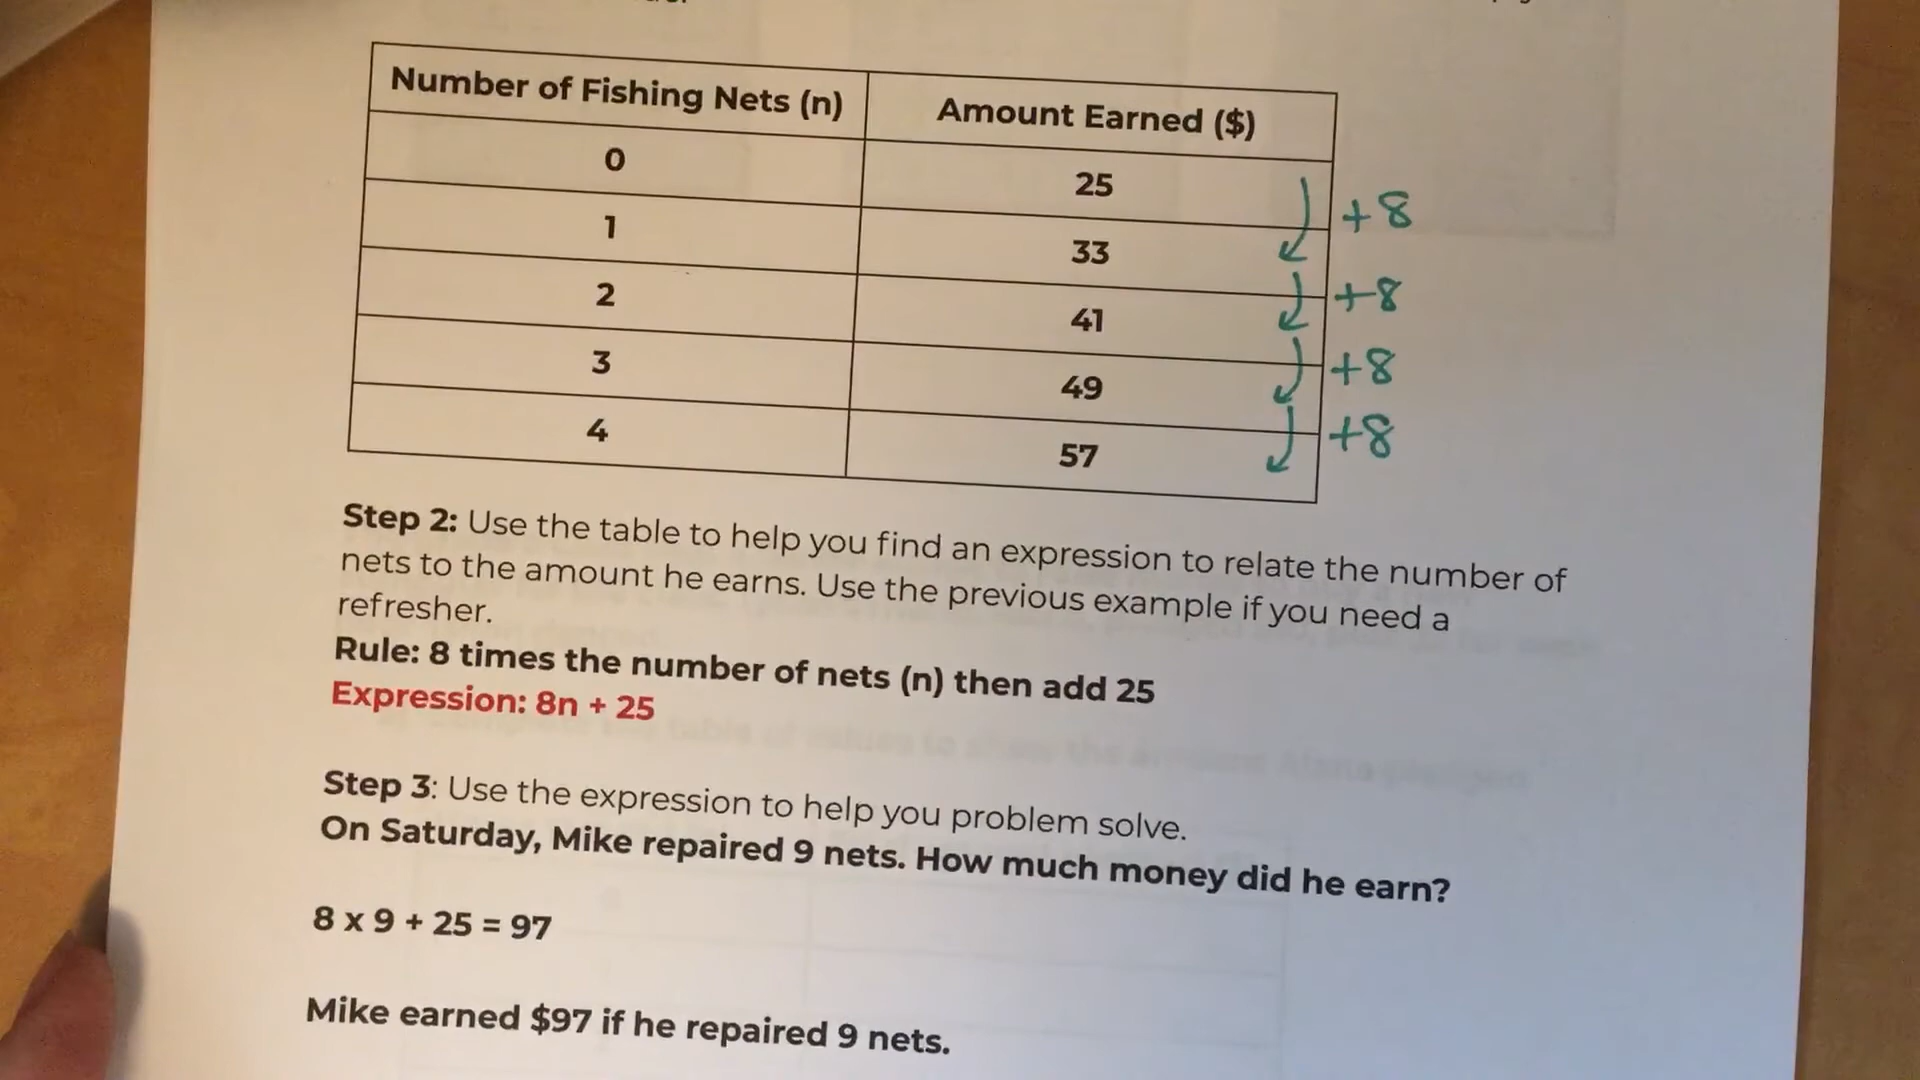 Number of Fishing Nets (n) Amount Earned ($)
0 25
+8
1 33
+8
2 41
+8
3 49
+8
4 57
Step 2: Use the table to help you find an expression to relate the number of
nets to the amount he earns. Use the previous example if you need a
refresher.
Rule: 8 times the number of nets (n) then add 25
Expression: 8n + 25
Step 3: Use the expression to help you problem solve.
On Saturday, Mike repaired 9 nets. How much money did he earn?
8 x 9 + 25 = 97
Mike earned $97 if he repaired 9 nets.